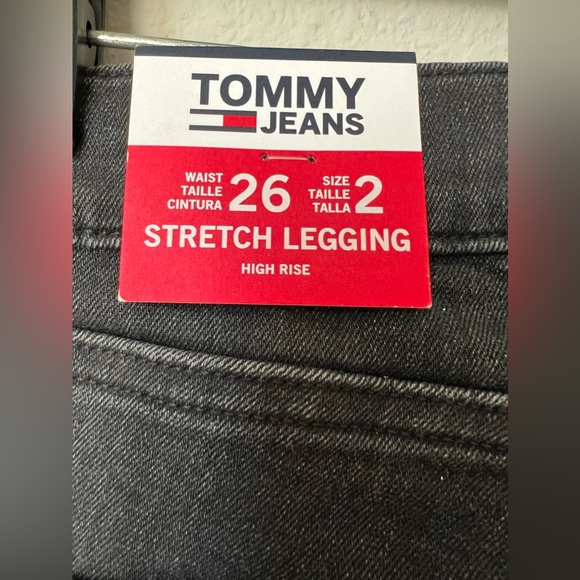 TOMMY
JEANS
WAIST
TAILLE
CINTURA
26
SIZE
TAILLE
TALLA
2
STRETCH LEGGING
HIGH RISE